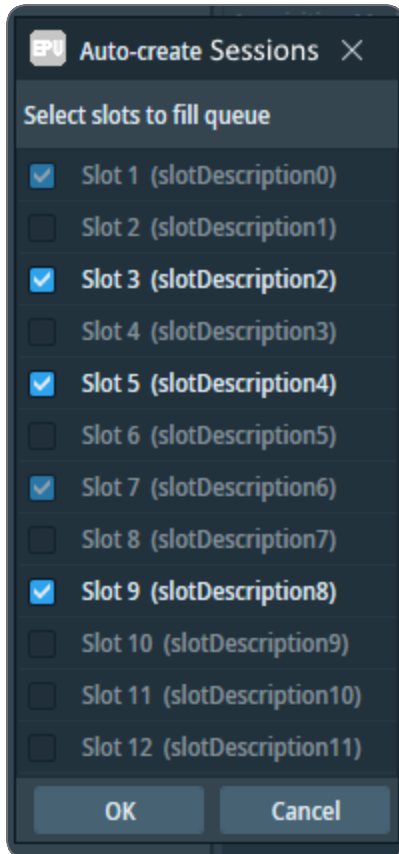 EPU Auto-create Sessions
Select slots to fill queue
Slot 1 (slotDescription0)
Slot 2 (slotDescription1)
Slot 3 (slotDescription2)
Slot 4 (slotDescription3)
Slot 5 (slotDescription4)
Slot 6 (slotDescription5)
Slot 7 (slotDescription6)
Slot 8 (slotDescription7)
Slot 9 (slotDescription8)
Slot 10 (slotDescription9)
Slot 11 (slotDescription10)
Slot 12 (slotDescription11)
OK Cancel